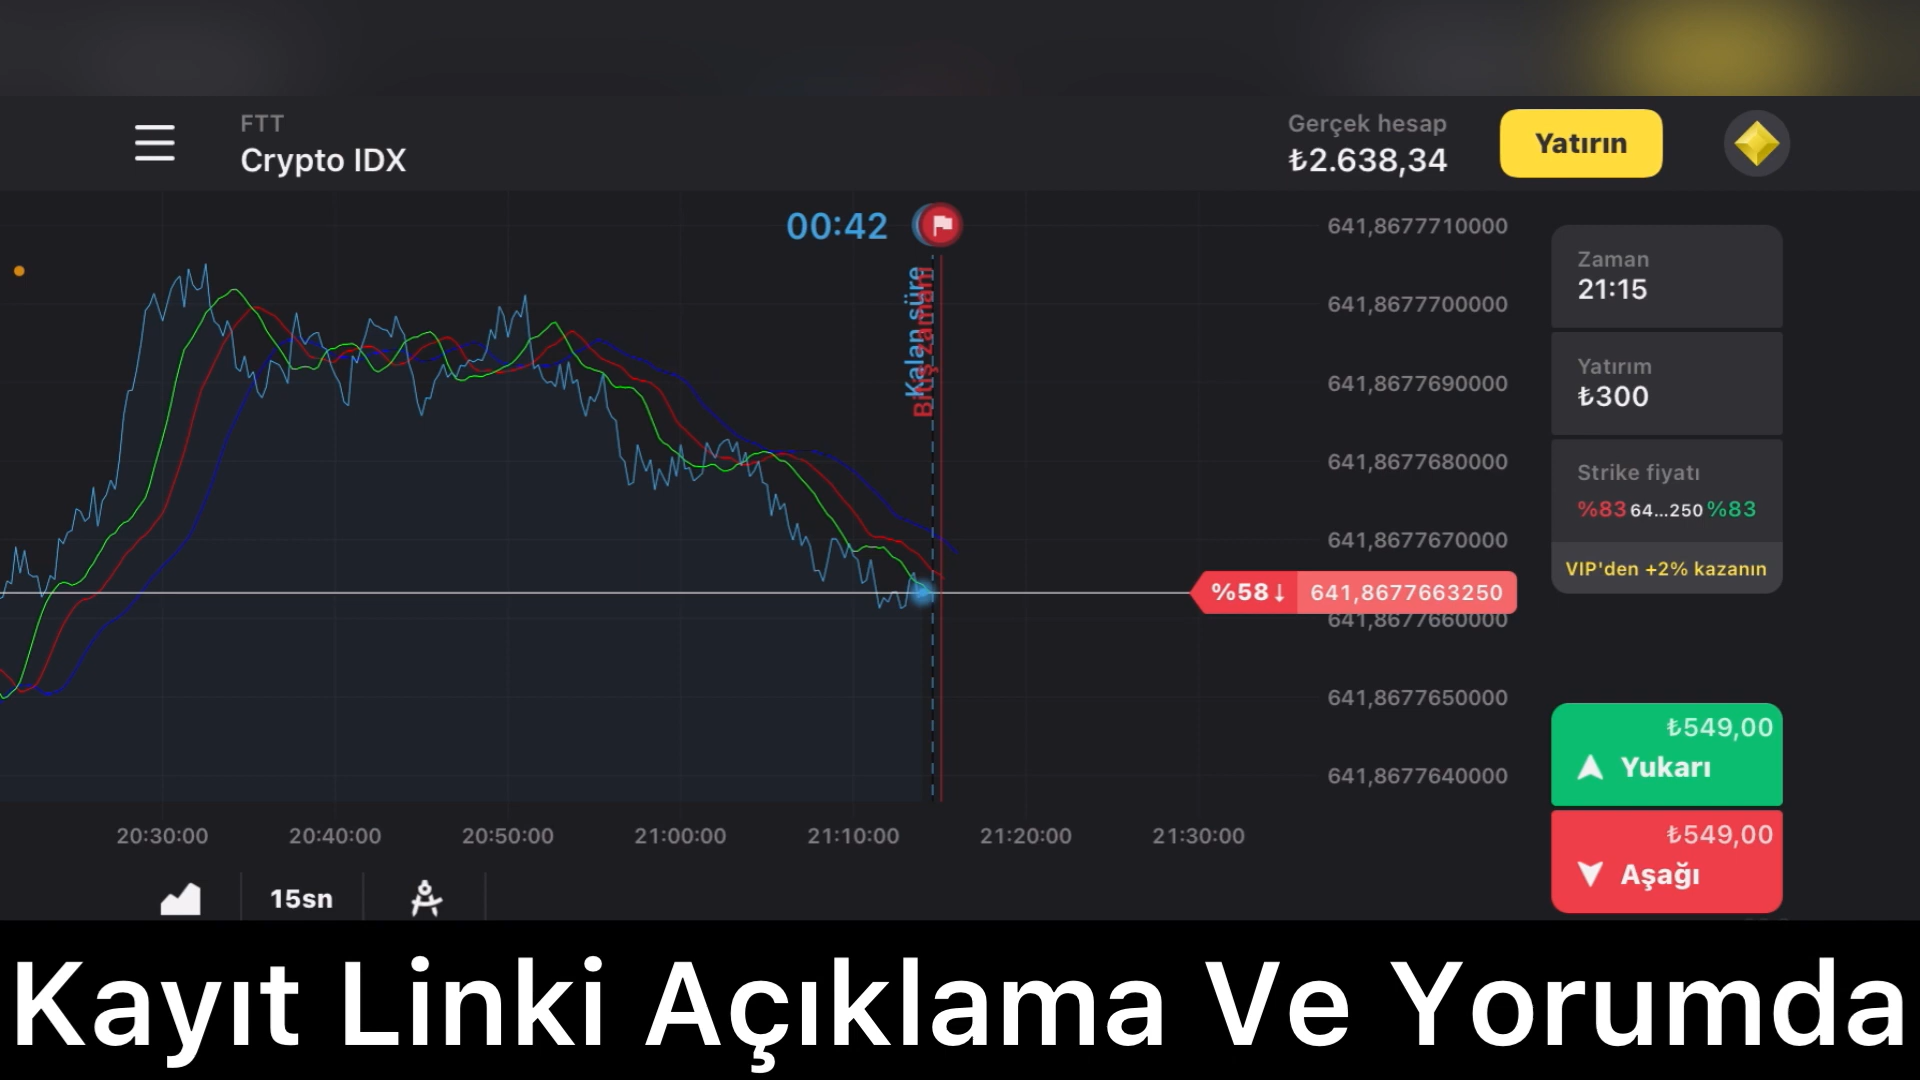 FTT
Crypto IDX
Gerçek hesap
₺2.638,34
Yatırın
00:42
Kalan süre
Bitiş zamanı
641,8677710000
641,8677700000
641,8677690000
641,8677680000
641,8677670000
%58↓ 641,8677663250
641,8677660000
641,8677650000
641,8677640000
Zaman
21:15
Yatırım
₺300
Strike fiyatı
%83 64...250 %83
VIP'den +2% kazanın
₺549,00
Yukarı
₺549,00
Aşağı
20:30:00 20:40:00 20:50:00 21:00:00 21:10:00 21:20:00 21:30:00
15sn
Kayıt Linki Açıklama Ve Yorumda